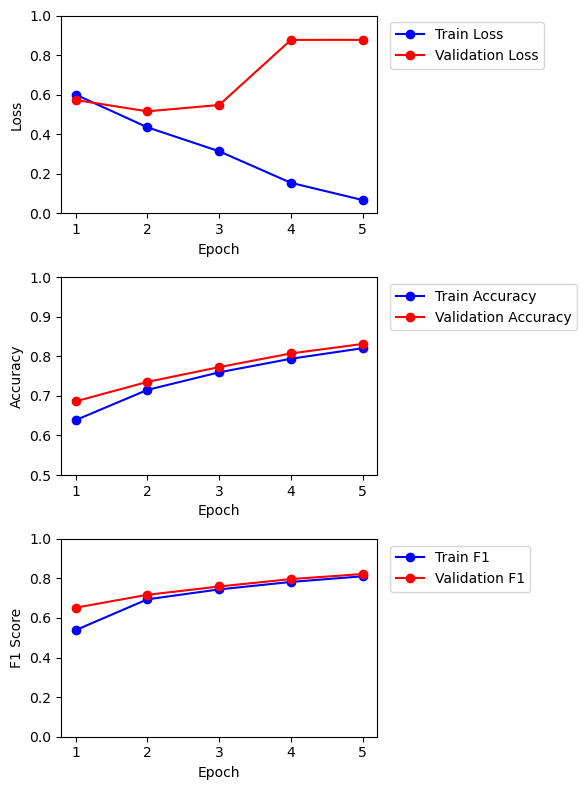 1.0
0.8
0.6
0.4
0.2
0.0
Loss
1 2 3 4 5
Epoch
Train Loss
Validation Loss
1.0
0.9
0.8
0.7
0.6
0.5
Accuracy
1 2 3 4 5
Epoch
Train Accuracy
Validation Accuracy
1.0
0.8
0.6
0.4
0.2
0.0
F1 Score
1 2 3 4 5
Epoch
Train F1
Validation F1